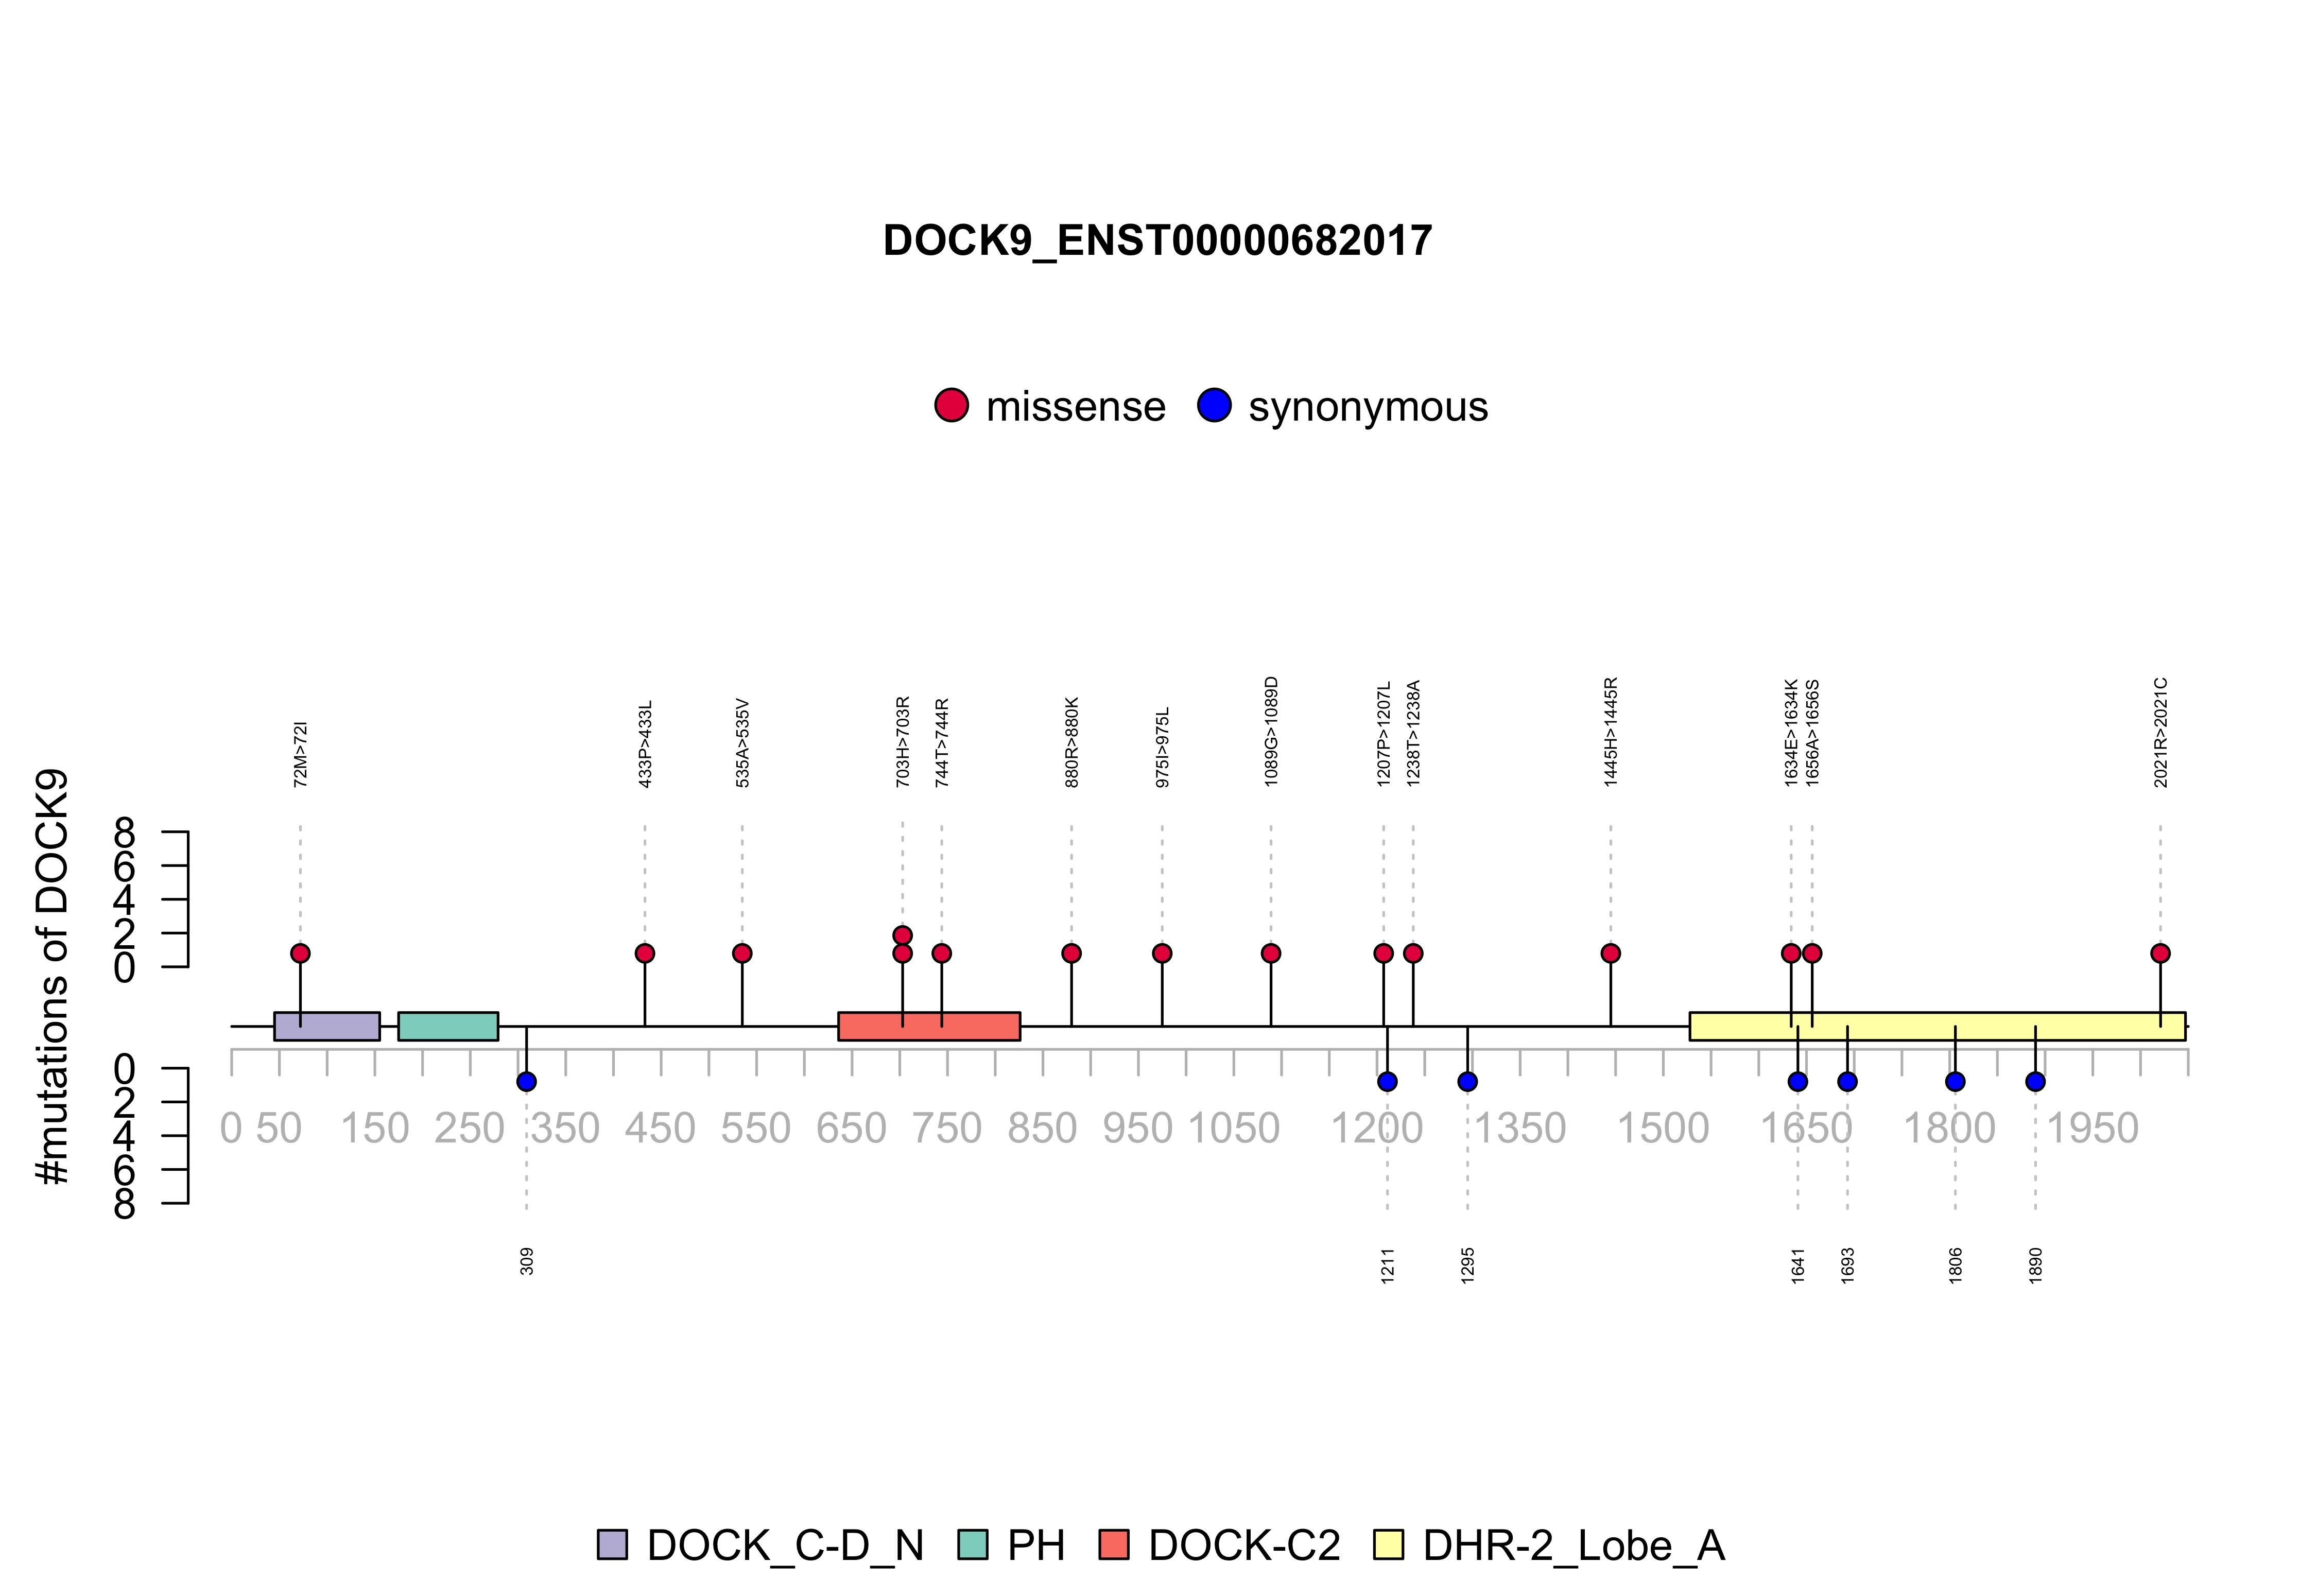 DOCK9_ENST00000682017
missense synonymous
72M>72I 433P>433L 535A>535V 703H>703R 744T>744R 880R>880K 975I>975L 1089G>1089D 1207P>1207L 1238T>1238A 1445H>1445R 1634E>1634K 1656A>1656S 2021R>2021C
#mutations of DOCK9
8
6
4
2
0
0
2
4
6
8
0 50 150 250 350 450 550 650 750 850 950 1050 1200 1350 1500 1650 1800 1950
309 1211 1295 1641 1693 1806 1890
DOCK_C-D_N PH DOCK-C2 DHR-2_Lobe_A